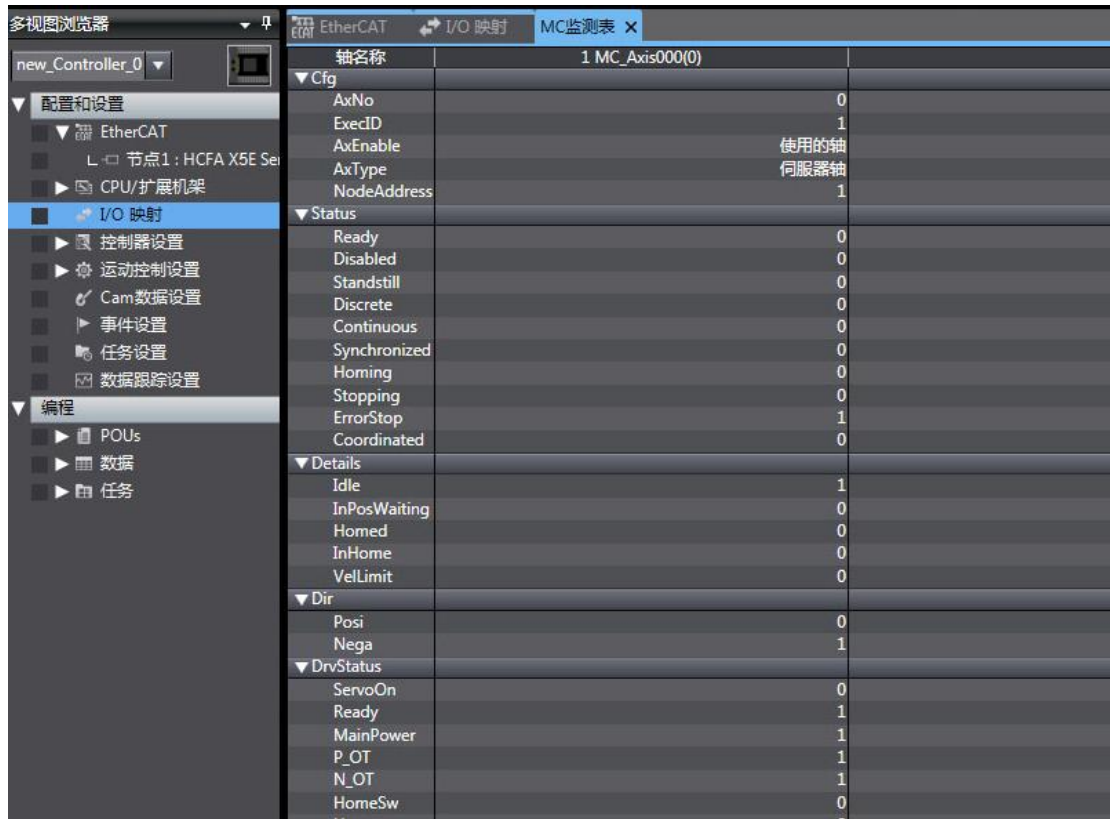 多视图浏览器
new_Controller_0
配置和设置
EtherCAT
节点1 : HCFA X5E Ser
CPU/扩展机架
I/O 映射
控制器设置
运动控制设置
Cam数据设置
事件设置
任务设置
数据跟踪设置
编程
POUs
数据
任务
EtherCAT I/O 映射 MC监测表
轴名称 1 MC_Axis000(0)
Cfg
AxNo 0
ExecID 1
AxEnable 使用的轴
AxType 伺服器轴
NodeAddress 1
Status
Ready 0
Disabled 0
Standstill 0
Discrete 0
Continuous 0
Synchronized 0
Homing 0
Stopping 0
ErrorStop 1
Coordinated 0
Details
Idle 1
InPosWaiting 0
Homed 0
InHome 0
VelLimit 0
Dir
Posi 0
Nega 1
DrvStatus
ServoOn 0
Ready 1
MainPower 1
P_OT 1
N_OT 1
HomeSw 0